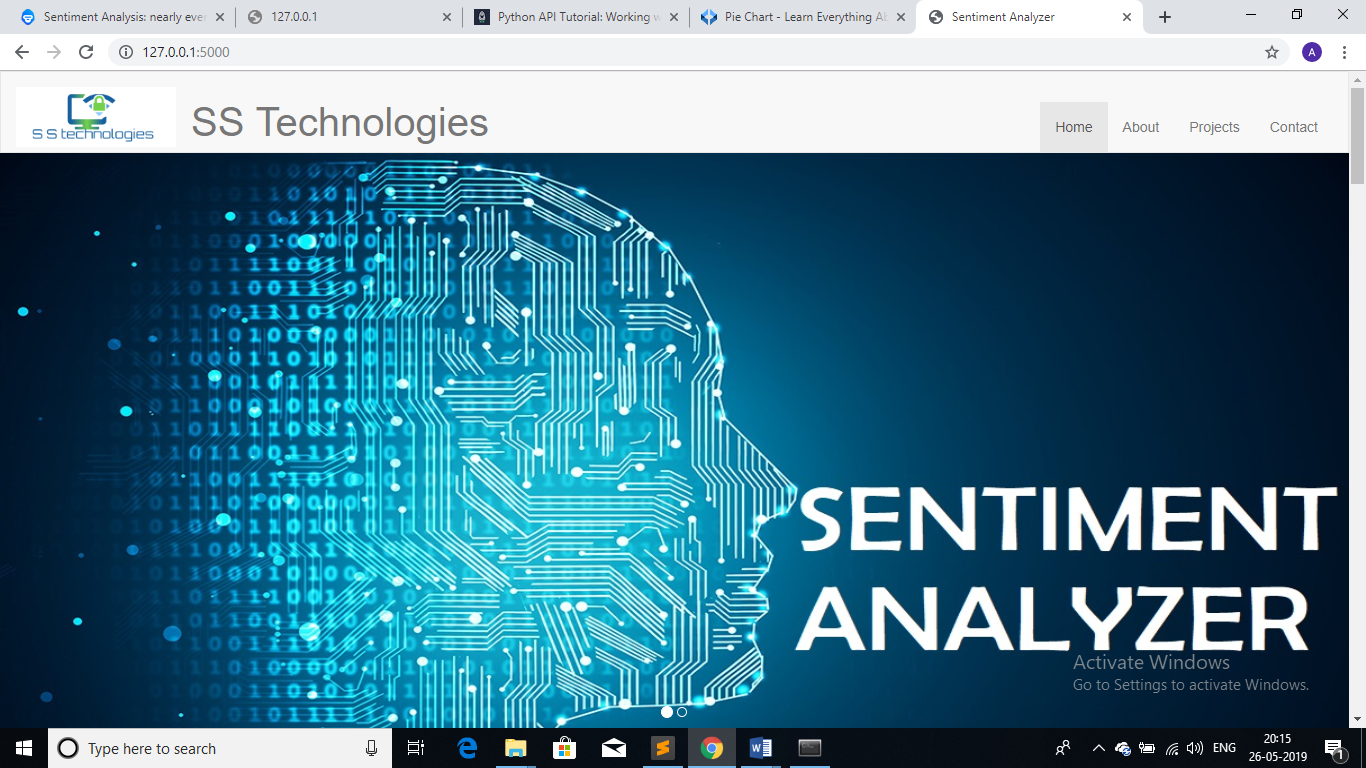 Sentiment Analysis: nearly ever
127.0.0.1
Python API Tutorial: Working w
Pie Chart - Learn Everything Ab
Sentiment Analyzer
127.0.0.1:5000
A
S S technologies
SS Technologies
Home
About
Projects
Contact
SENTIMENT
ANALYZER
Activate Windows
Go to Settings to activate Windows.
Type here to search
ENG
20:15
26-05-2019
1